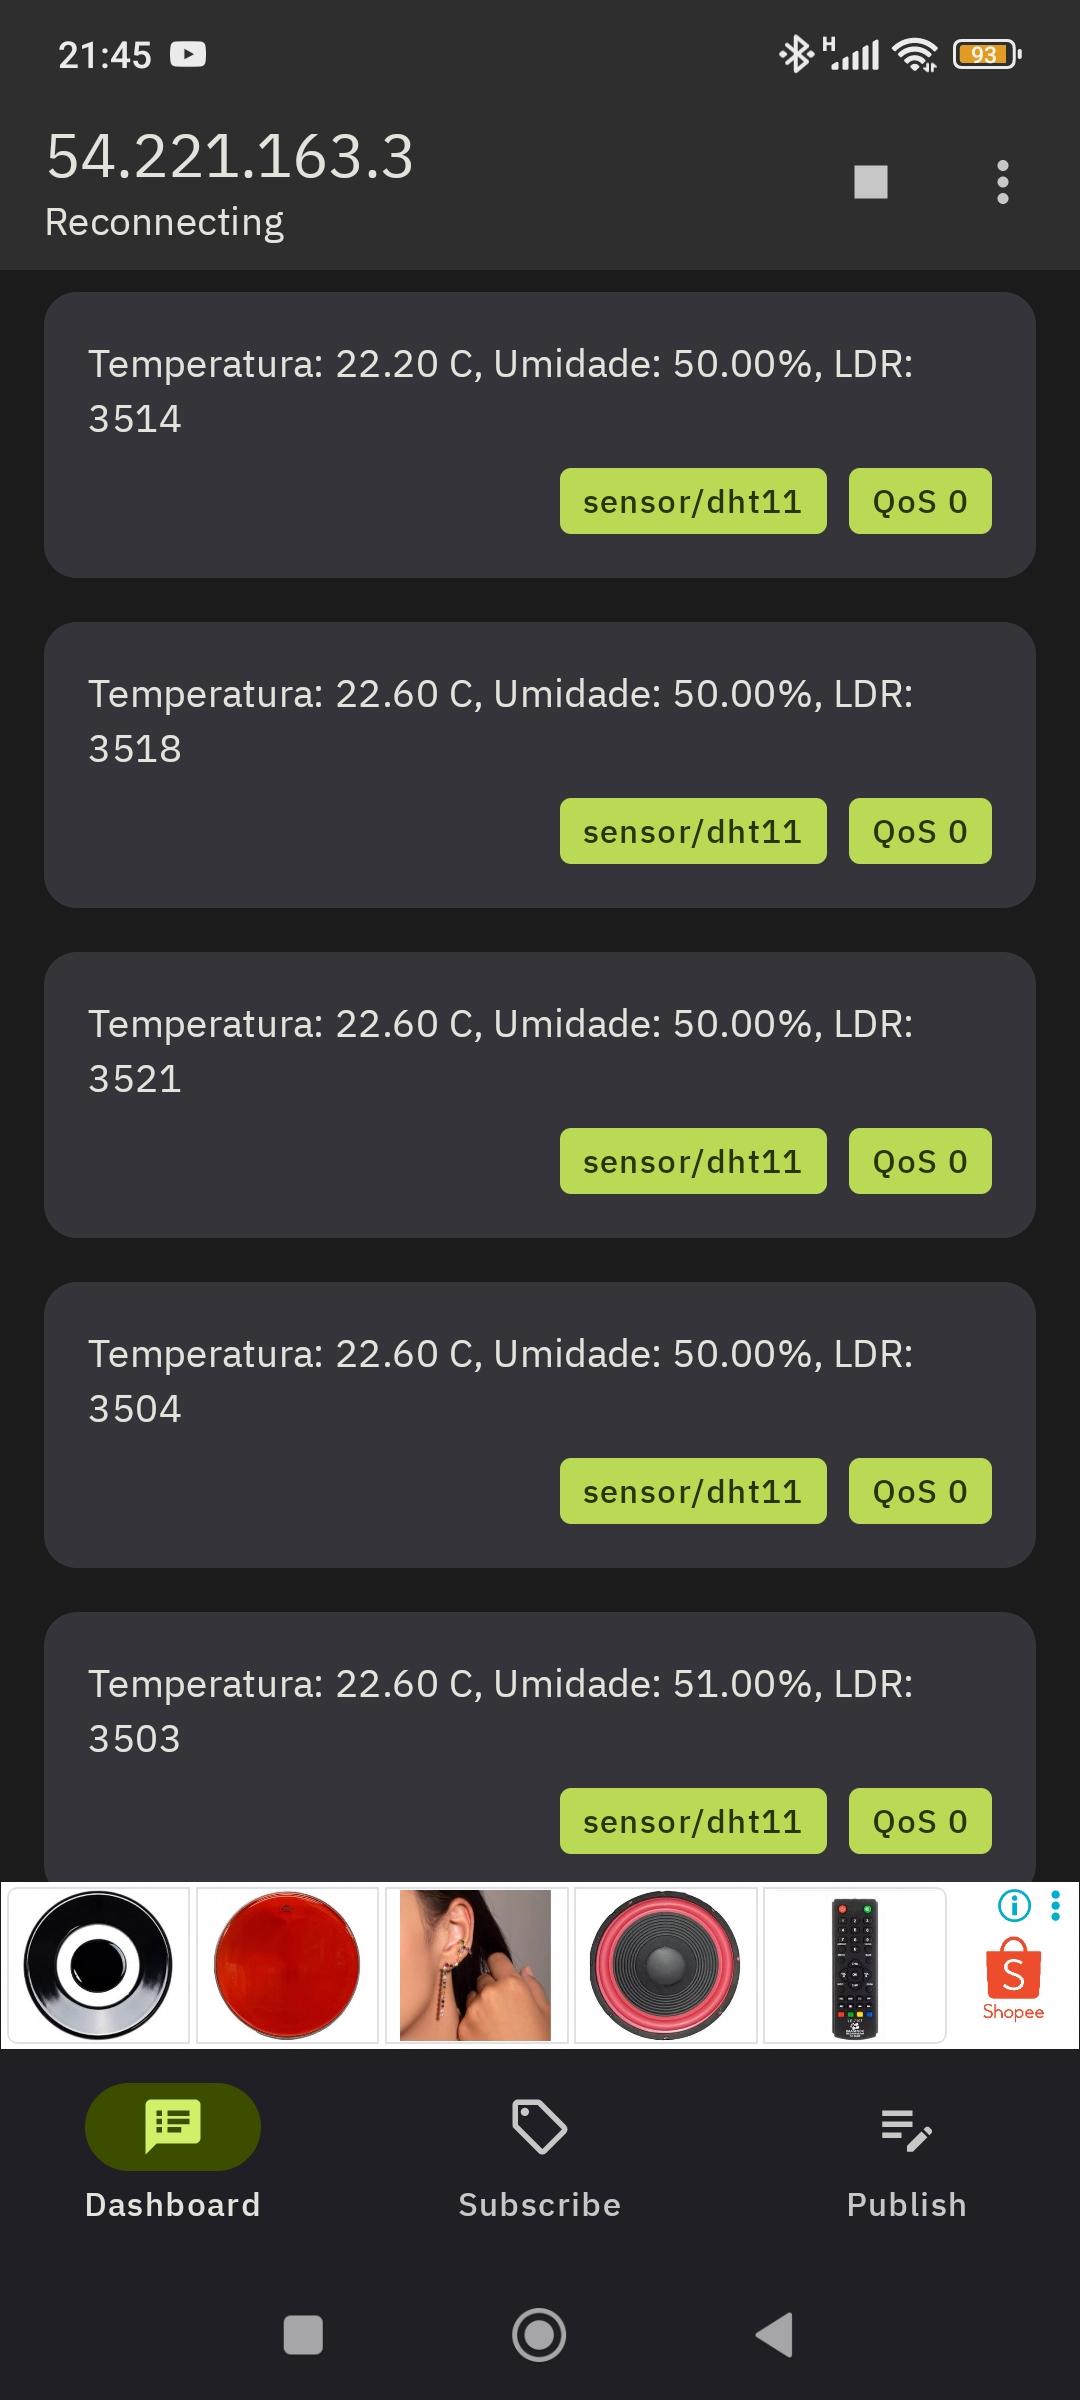 21:45
H
93
54.221.163.3
Reconnecting
Temperatura: 22.20 C, Umidade: 50.00%, LDR:
3514
sensor/dht11 QoS 0
Temperatura: 22.60 C, Umidade: 50.00%, LDR:
3518
sensor/dht11 QoS 0
Temperatura: 22.60 C, Umidade: 50.00%, LDR:
3521
sensor/dht11 QoS 0
Temperatura: 22.60 C, Umidade: 50.00%, LDR:
3504
sensor/dht11 QoS 0
Temperatura: 22.60 C, Umidade: 51.00%, LDR:
3503
sensor/dht11 QoS 0
S
Shopee
Dashboard Subscribe Publish